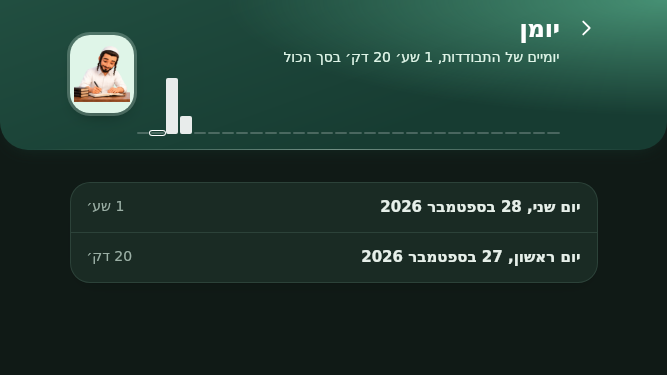 יומן
יומיים של התבודדות, 1 שע׳ 20 דק׳ בסך הכול
יום שני, 28 בספטמבר 2026
1 שע׳
יום ראשון, 27 בספטמבר 2026
20 דק׳